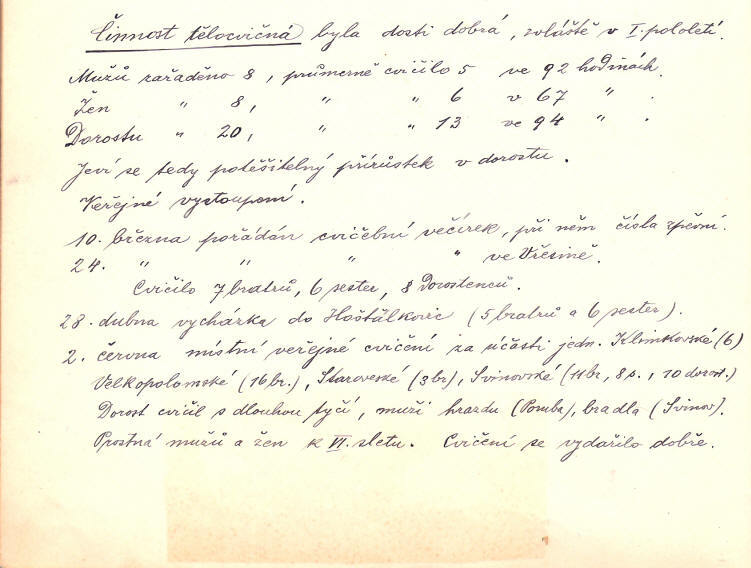 Činnost tělocvičná byla dosti dobrá, zvláště v I. pololetí.
Mužů zařaděno 8, průmerně cvičilo 5 ve 92 hodinách.
Žen " 8, " " 6 v 67 " .
Dorostu " 20, " " 13 ve 94 " .
Jeví se tedy potěšitelný přírůstek v dorostu.
Veřejné vystoupení.
10. března pořádán cvičební večírek, při něm čísla zpěvní.
24. " " " " ve Vřesině.
Cvičilo 7 bratrů, 6 sester, 8 Dorostenců.
28. dubna vychárka do Hošťálkovic (5 bratrů a 6 sester).
2. června místní veřejné cvičení za účasti jedn. Klimkovské (6)
Velkopolomské (16 br.), Staroveské (3 br), Svinovské (11 br, 8 s., 10 dorost.)
Dorost cvičil s dlouhou tyčí, muži hrazdu (Poruba), bradla (Svinov).
Prostná mužů a žen k VI. sletu. Cvičení se vydařilo dobře.